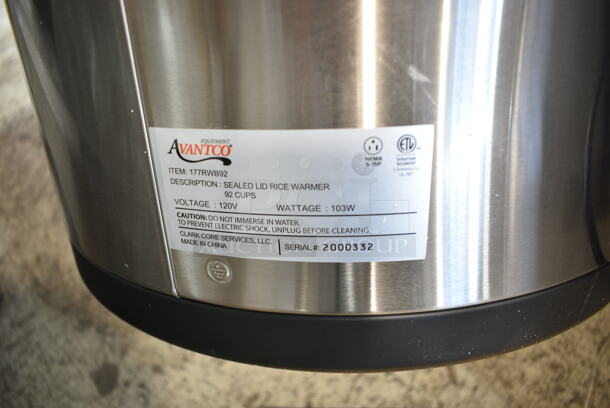 EQUIPMENT
AVANTCO
ITEM: 177RWB92
DESCRIPTION : SEALED LID RICE WARMER
92 CUPS
VOLTAGE : 120V WATTAGE : 103W
CAUTION: DO NOT IMMERSE IN WATER.
TO PREVENT ELECTRIC SHOCK, UNPLUG BEFORE CLEANING.
CLARK CORE SERVICES, LLC.
MADE IN CHINA
SERIAL #: 2000332
NEMA
5-15P
ETL
Intertek